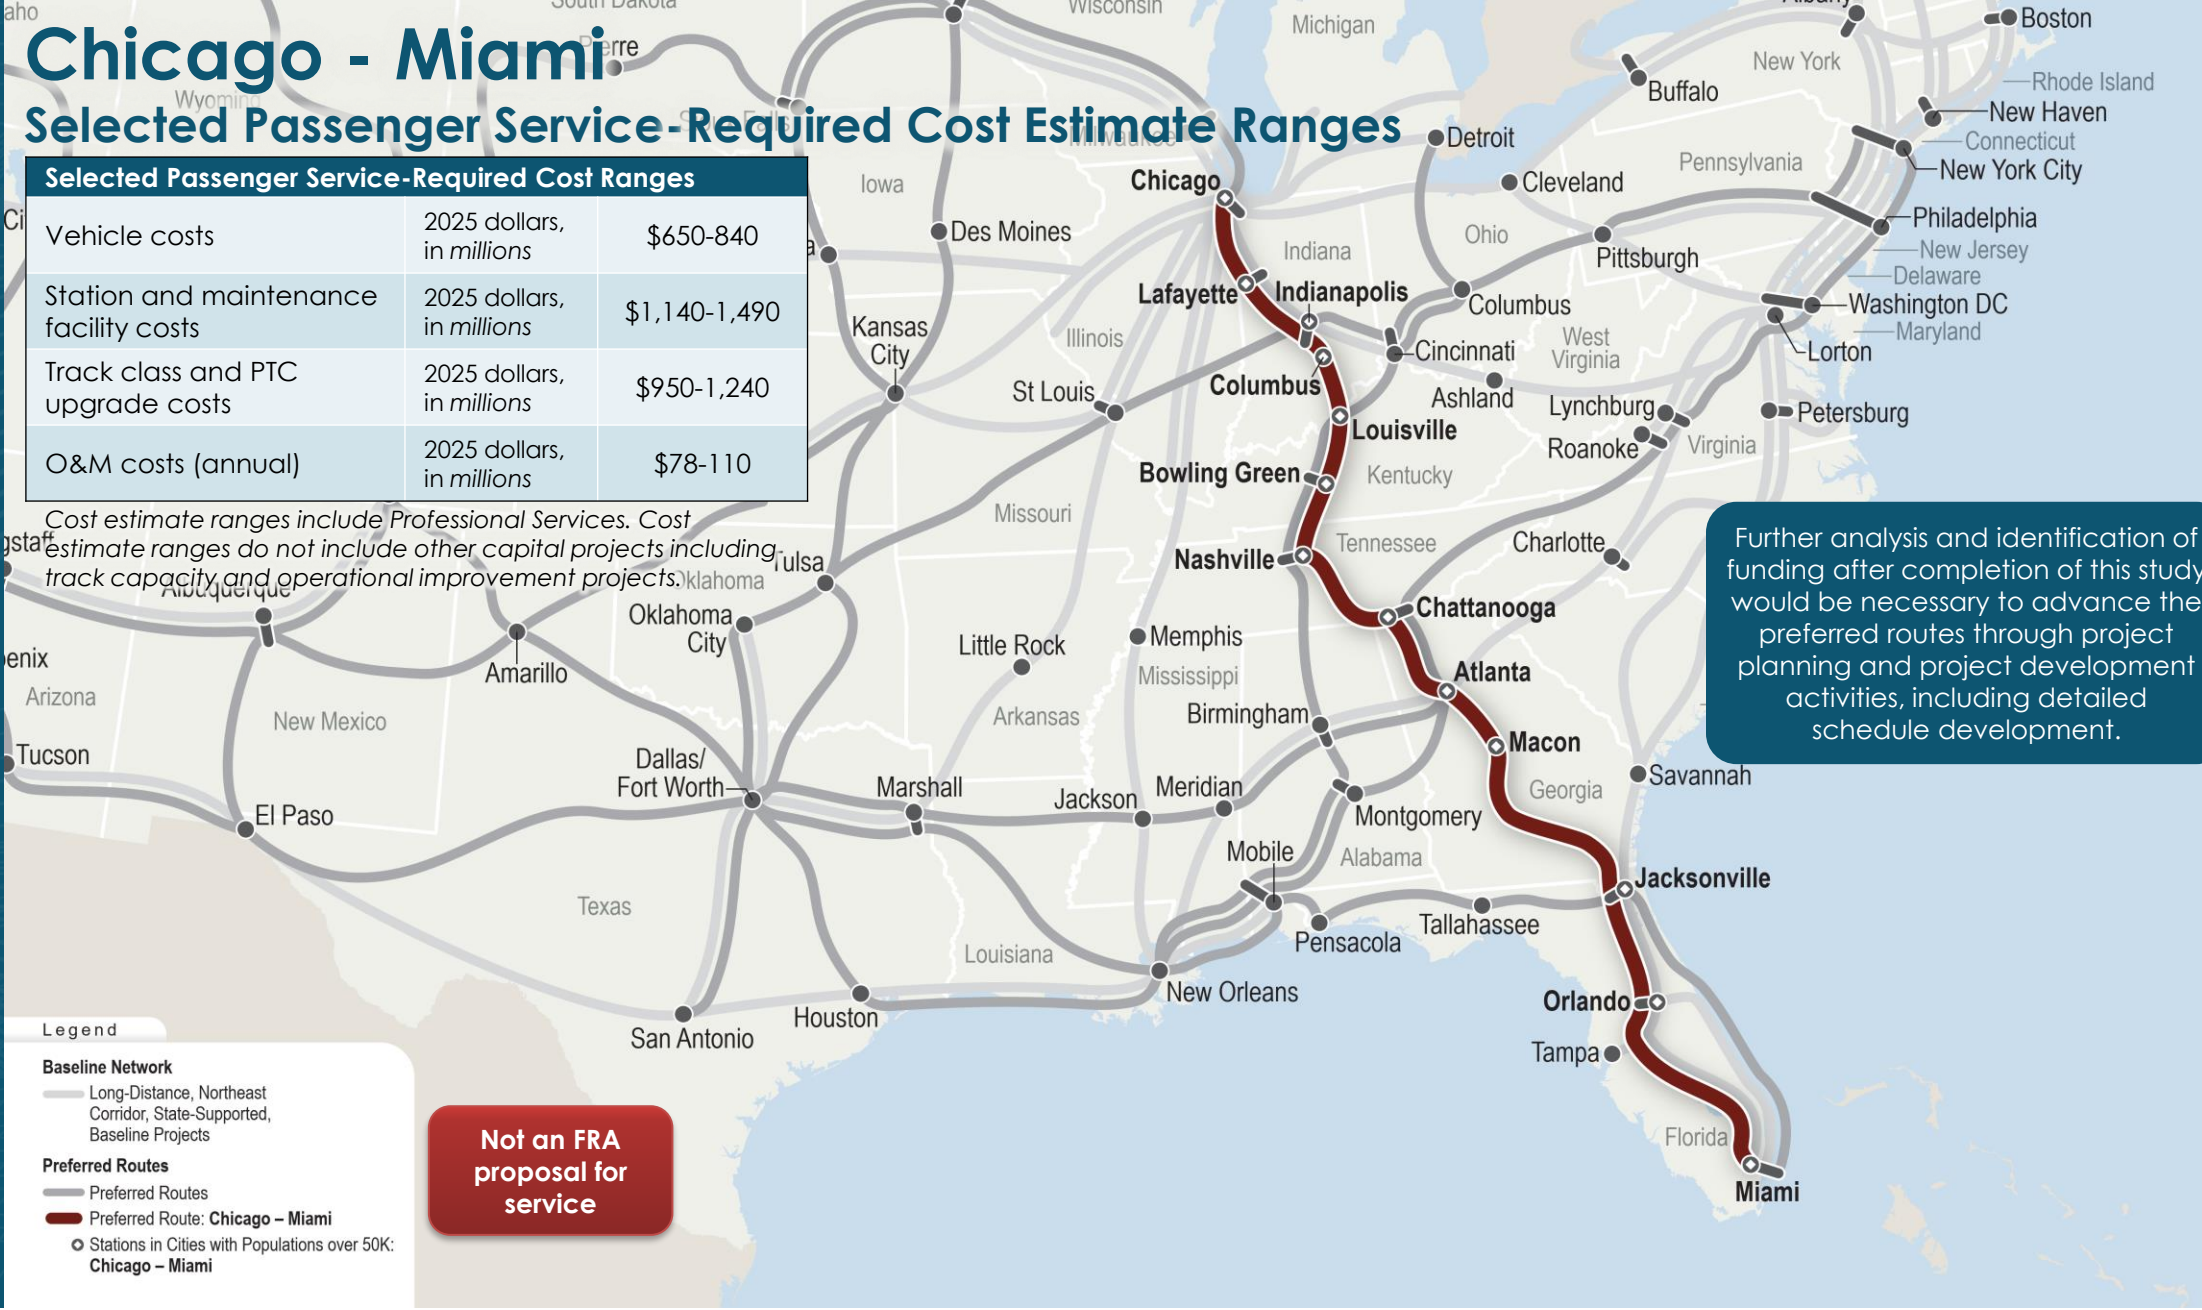 Chicago - Miami
Selected Passenger Service-Required Cost Estimate Ranges
Selected Passenger Service-Required Cost Ranges
Vehicle costs
2025 dollars,
in millions
$650-840
Station and maintenance
facility costs
2025 dollars,
in millions
$1,140-1,490
Track class and PTC
upgrade costs
2025 dollars,
in millions
$950-1,240
O&M costs (annual)
2025 dollars,
in millions
$78-110
Cost estimate ranges include Professional Services. Cost
estimate ranges do not include other capital projects including
track capacity and operational improvement projects.
South Dakota
Wyoming
Wisconsin
Michigan
Milwaukee
Boston
New York
Buffalo
Rhode Island
New Haven
Connecticut
New York City
Detroit
Pennsylvania
Cleveland
Chicago
Iowa
Philadelphia
New Jersey
Delaware
Des Moines
Ohio
Pittsburgh
Indiana
Lafayette
Indianapolis
Columbus
Washington DC
Maryland
Lorton
Kansas
City
Illinois
Cincinnati
West
Virginia
Columbus
St Louis
Ashland
Lynchburg
Petersburg
Louisville
Roanoke
Virginia
Bowling Green
Kentucky
Missouri
Nashville
Tennessee
Charlotte
Tulsa
Oklahoma
Albuquerque
Oklahoma
City
Chattanooga
Memphis
Little Rock
Amarillo
Arizona
New Mexico
Mississippi
Atlanta
Arkansas
Birmingham
Macon
Tucson
Dallas/
Fort Worth
Marshall
Jackson
Meridian
Georgia
Savannah
El Paso
Montgomery
Mobile
Alabama
Jacksonville
Texas
Louisiana
Pensacola
Tallahassee
New Orleans
Orlando
San Antonio
Houston
Tampa
Florida
Miami
Further analysis and identification of
funding after completion of this study
would be necessary to advance the
preferred routes through project
planning and project development
activities, including detailed
schedule development.
Legend
Baseline Network
Long-Distance, Northeast
Corridor, State-Supported,
Baseline Projects
Preferred Routes
Preferred Routes
Preferred Route: Chicago – Miami
Stations in Cities with Populations over 50K:
Chicago – Miami
Not an FRA
proposal for
service